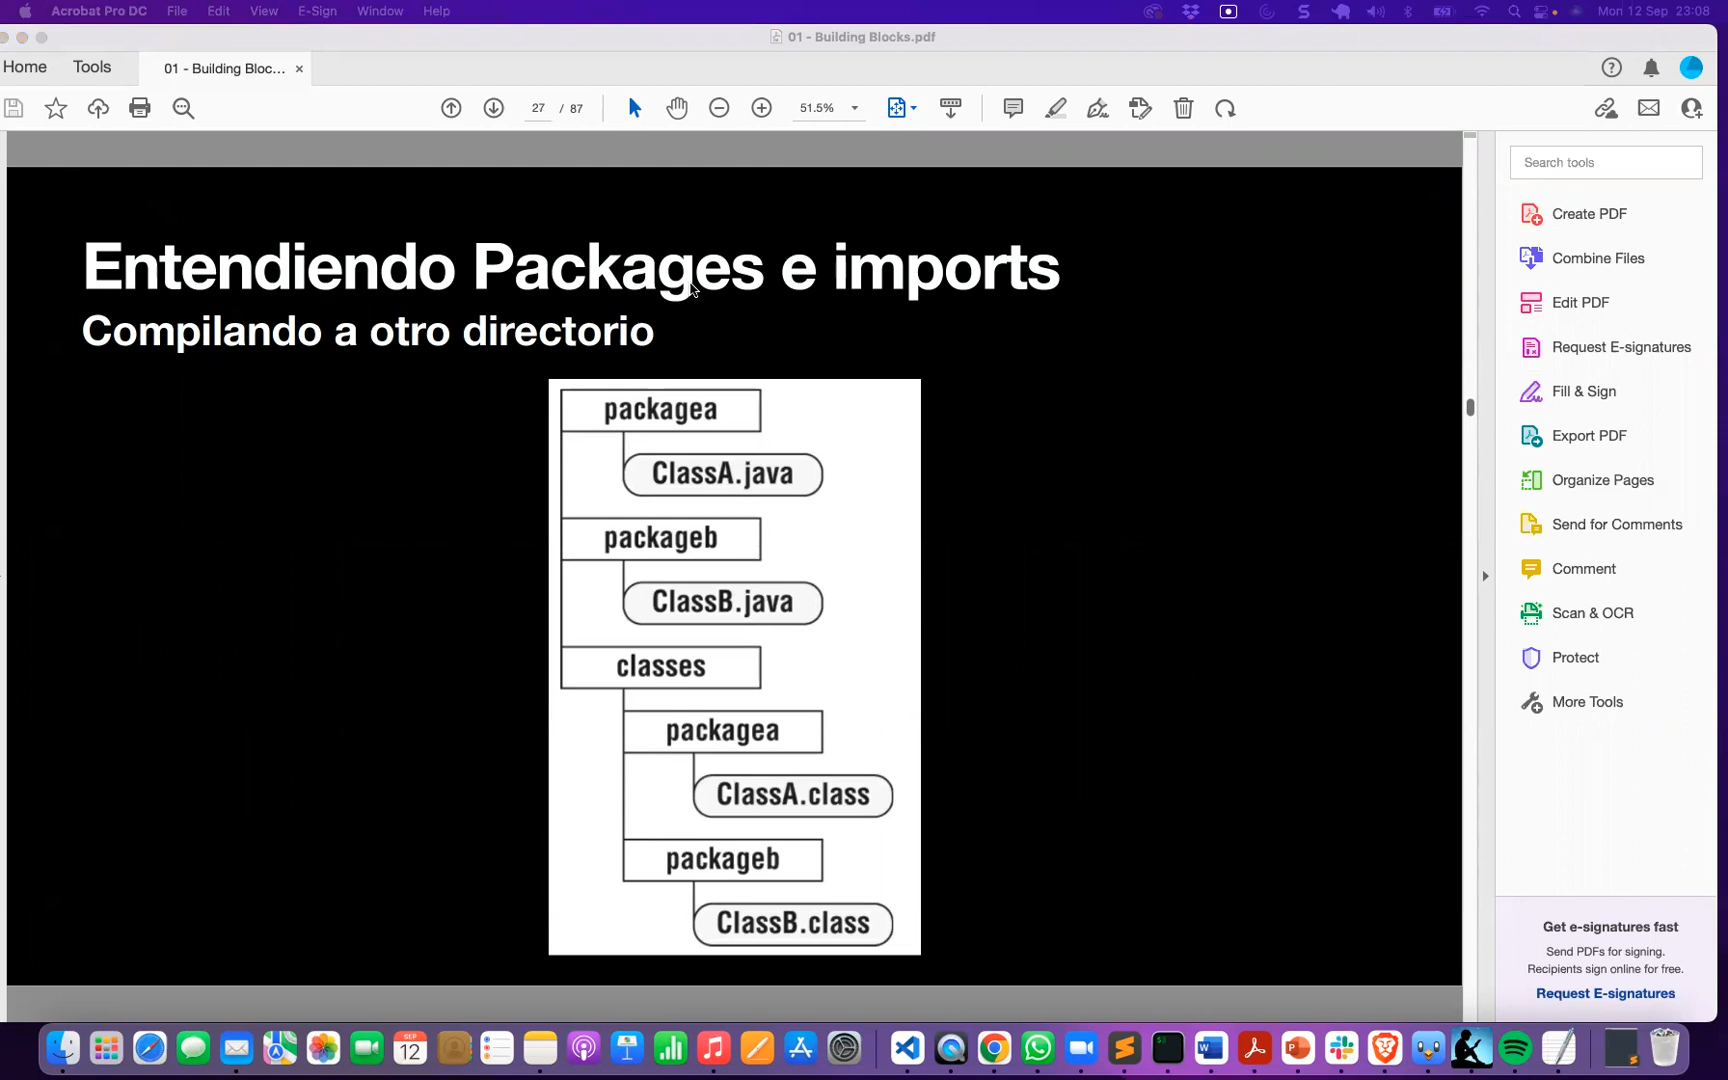 Acrobat Pro DC File Edit View E-Sign Window Help Mon 12 Sep 23:08
01 - Building Blocks.pdf
Home Tools 01 - Building Bloc... ×
27 / 87 51.5%
Search tools
Create PDF
Combine Files
Edit PDF
Request E-signatures
Fill & Sign
Export PDF
Organize Pages
Send for Comments
Comment
Scan & OCR
Protect
More Tools
Get e-signatures fast
Send PDFs for signing.
Recipients sign online for free.
Request E-signatures
Entendiendo Packages e imports
Compilando a otro directorio
packagea
ClassA.java
packageb
ClassB.java
classes
packagea
ClassA.class
packageb
ClassB.class
SEP
12